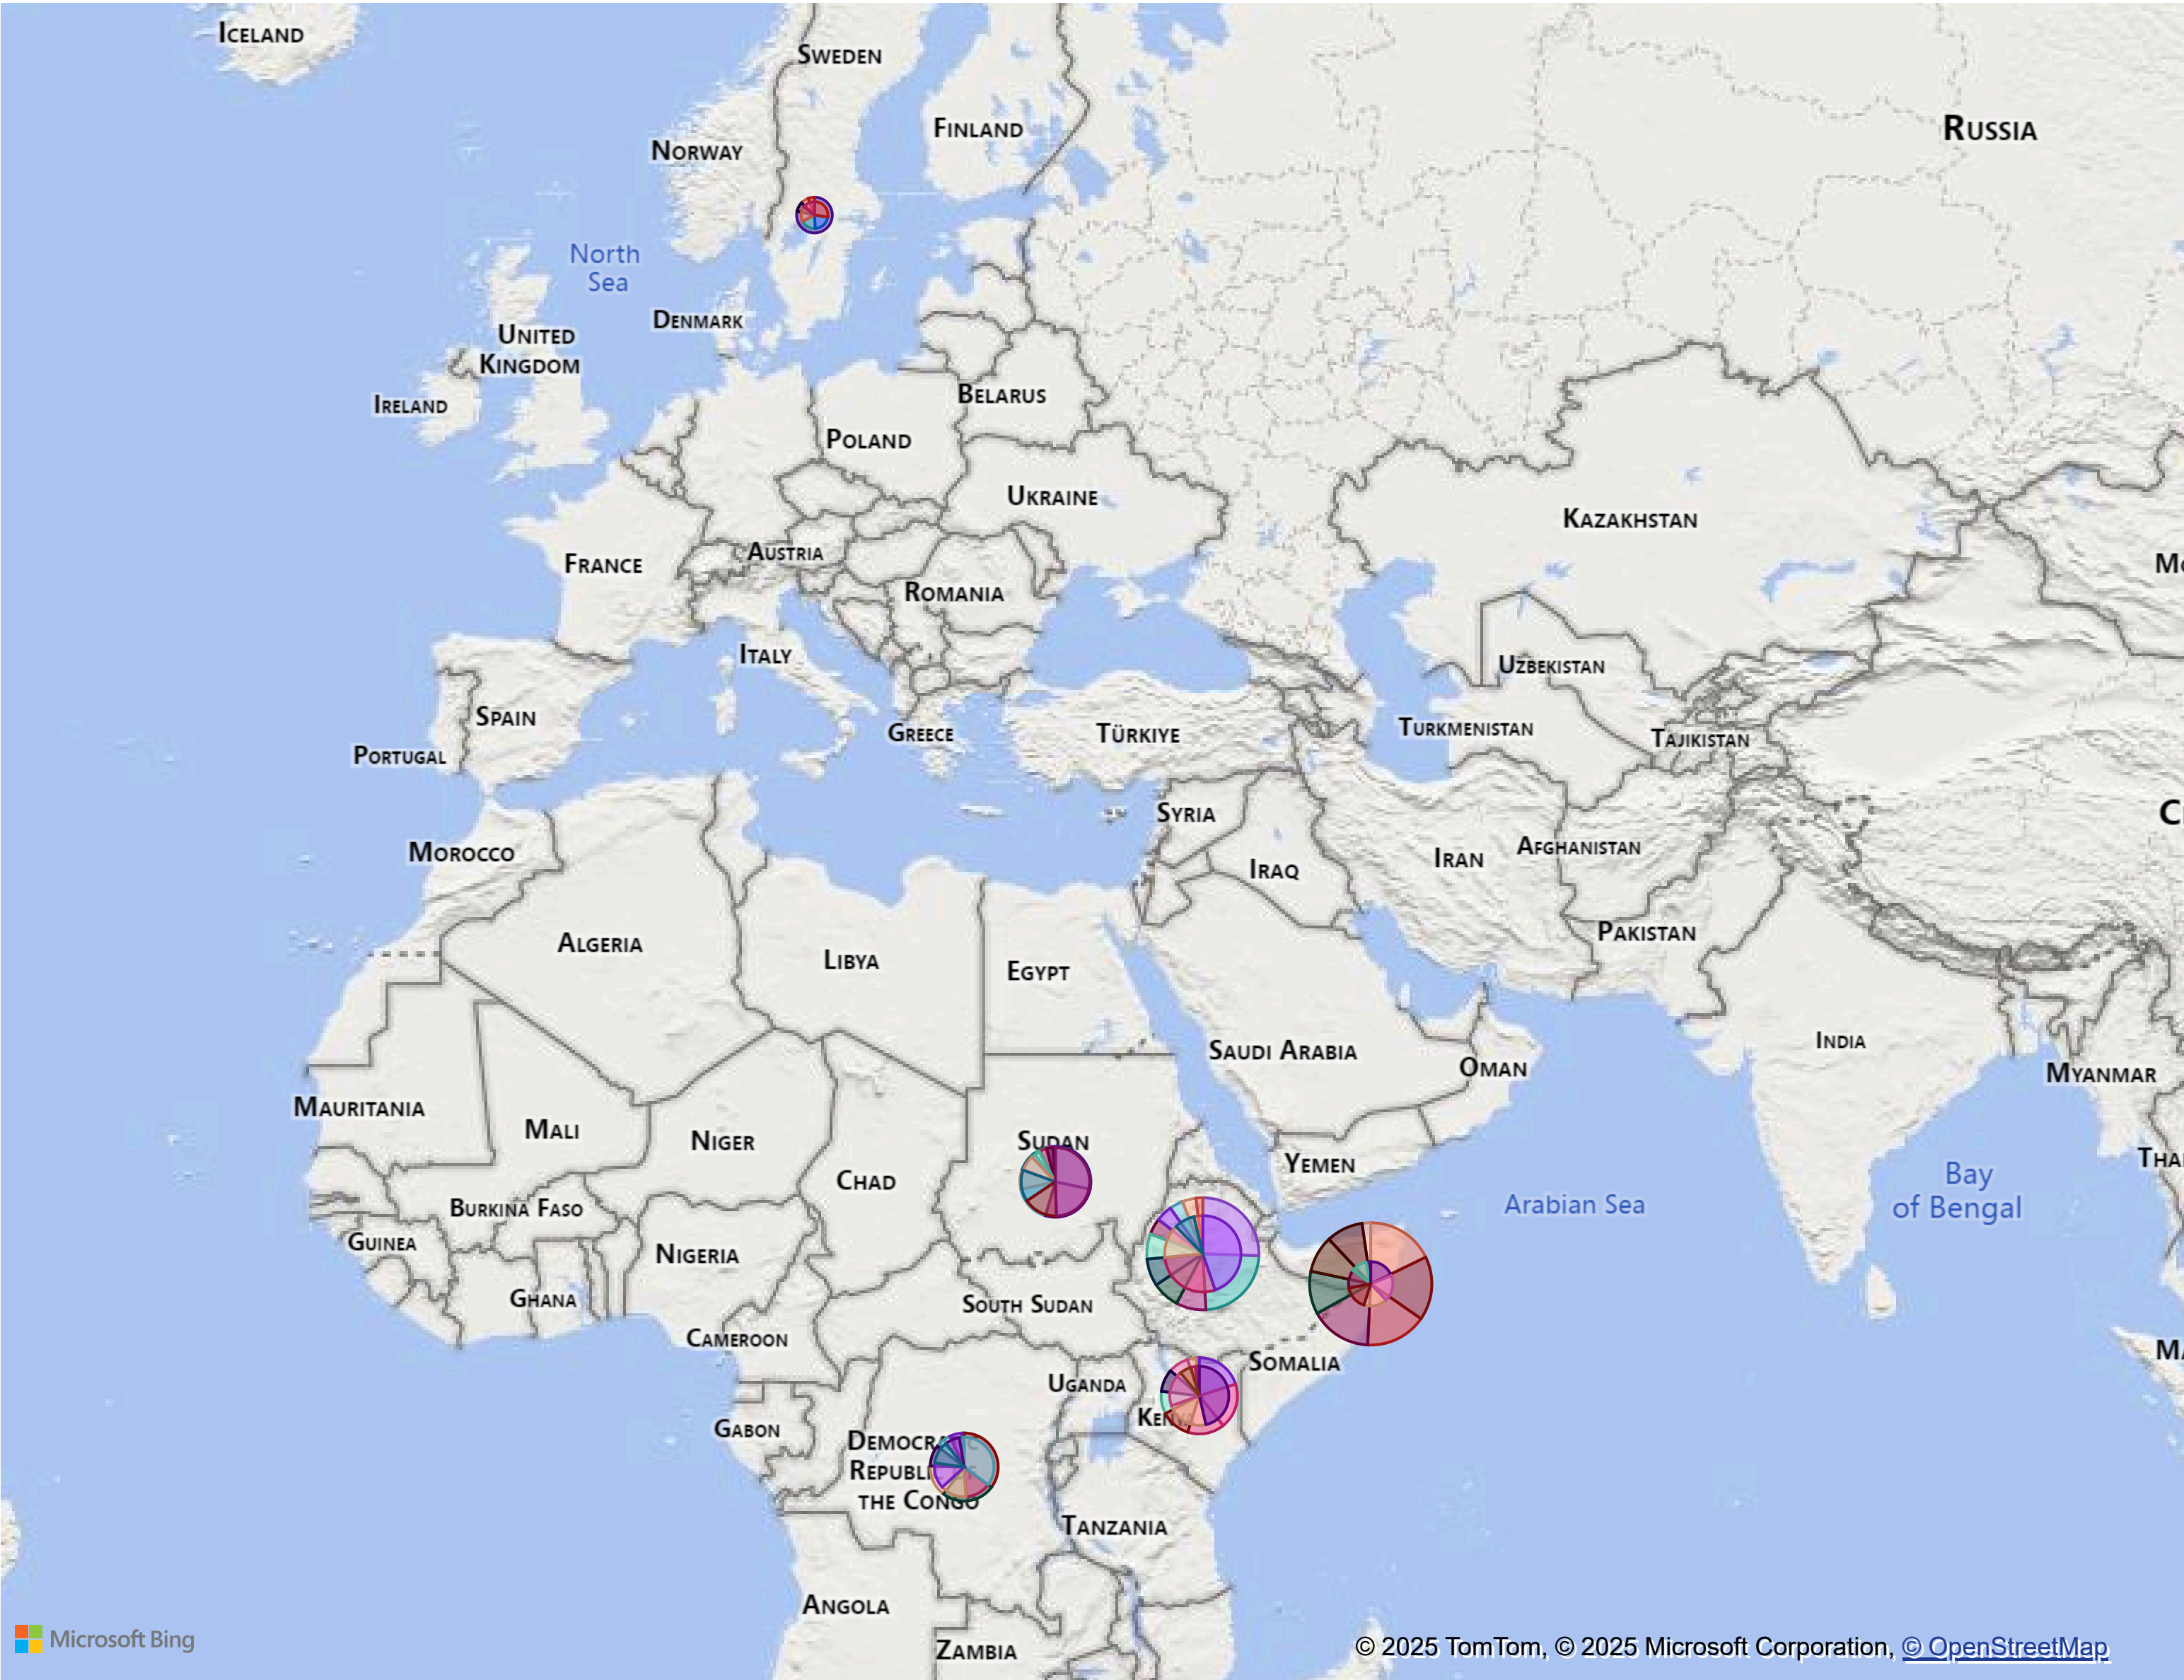 ICELAND
SWEDEN
FINLAND
RUSSIA
NORWAY
North
Sea
DENMARK
UNITED
KINGDOM
IRELAND
BELARUS
POLAND
UKRAINE
KAZAKHSTAN
AUSTRIA
FRANCE
ROMANIA
ITALY
UZBEKISTAN
SPAIN
PORTUGAL
GREECE
TÜRKIYE
TURKMENISTAN
TAJIKISTAN
SYRIA
MOROCCO
IRAQ
IRAN
AFGHANISTAN
PAKISTAN
ALGERIA
LIBYA
EGYPT
SAUDI ARABIA
OMAN
INDIA
MYANMAR
MAURITANIA
MALI
NIGER
SUDAN
CHAD
YEMEN
Arabian Sea
Bay
of Bengal
BURKINA FASO
GUINEA
NIGERIA
GHANA
SOUTH SUDAN
CAMEROON
SOMALIA
UGANDA
GABON
THE CONGO
TANZANIA
ANGOLA
ZAMBIA
Microsoft Bing
© 2025 TomTom, © 2025 Microsoft Corporation, © OpenStreetMap